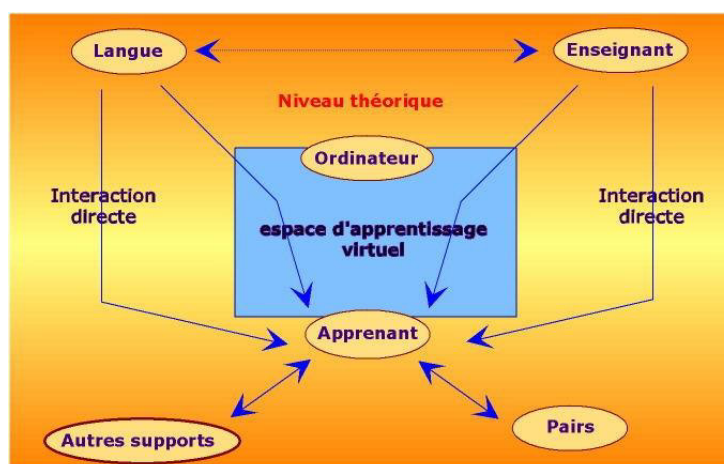 Langue
Enseignant
Niveau théorique
Ordinateur
Interaction
directe
Interaction
directe
espace d'apprentissage
virtuel
Apprenant
Autres supports
Pairs